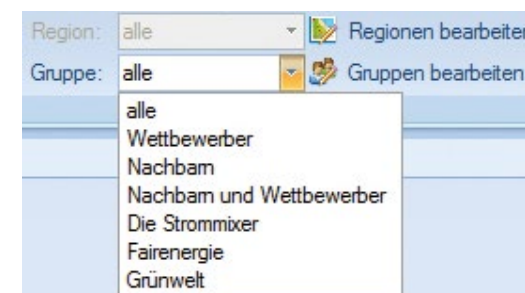 Region: alle Regionen bearbeiten
Gruppe: alle Gruppen bearbeiten
alle
Wettbewerber
Nachbarn
Nachbarn und Wettbewerber
Die Strommixer
Fairenergie
Grünwelt